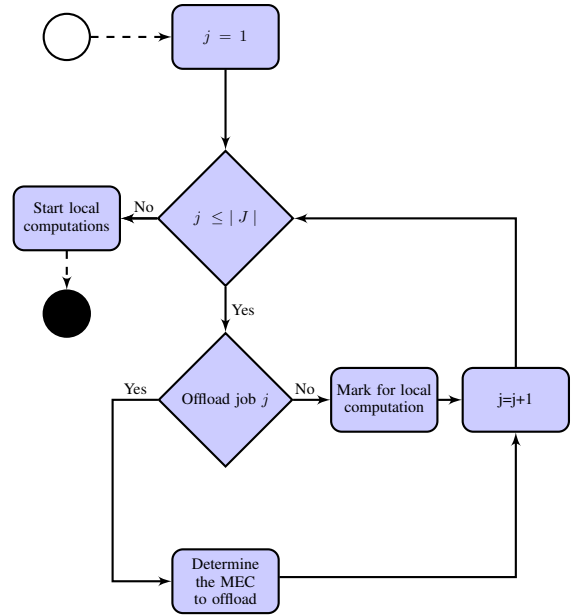 j = 1
Start local
computations
No
j ≤ | J |
Yes
Yes
Offload job j
No
Mark for local
computation
j=j+1
Determine
the MEC
to offload